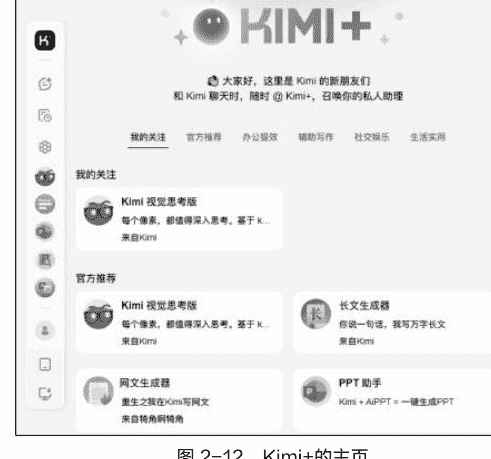 KIMI+
大家好，这里是 Kimi 的新朋友们
和 Kimi 聊天时，随时 @ Kimi+，召唤你的私人助理
我的关注 官方推荐 办公提效 辅助写作 社交娱乐 生活实用
我的关注
Kimi 视觉思考版
每个像素，都值得深入思考。基于 k...
来自Kimi
官方推荐
Kimi 视觉思考版
每个像素，都值得深入思考。基于 k...
来自Kimi
长
长文生成器
你说一句话，我写万字长文
来自Kimi
网文生成器
重生之我在Kimi写网文
来自犄角啊犄角
PPT 助手
Kimi + AiPPT = 一键生成PPT
图 2-12 Kimi+的主页